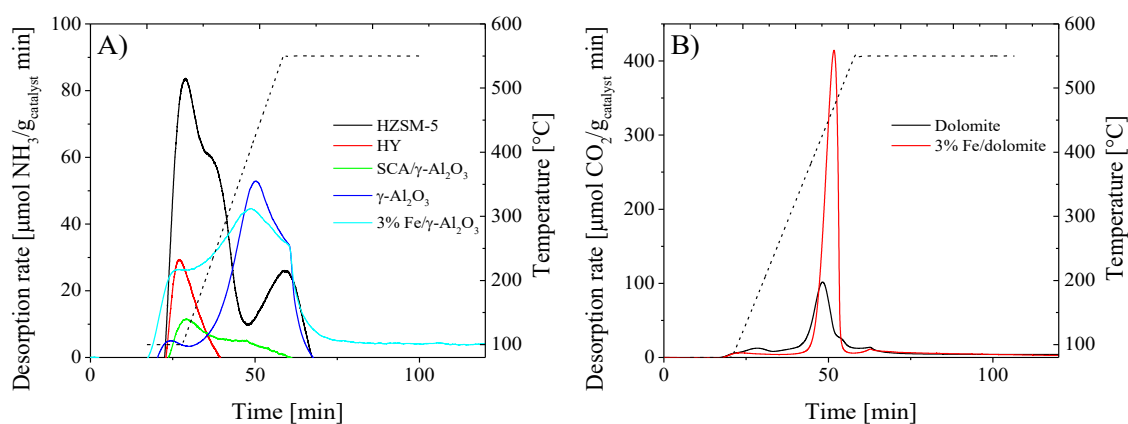 A)
Desorption rate [μmol NH₃/g_catalyst min]
100
80
60
40
20
0
HZSM-5
HY
SCA/γ-Al₂O₃
γ-Al₂O₃
3% Fe/γ-Al₂O₃
600
500
400
300
200
100
Temperature [°C]
0
50
100
Time [min]
B)
Desorption rate [μmol CO₂/g_catalyst min]
400
300
200
100
0
Dolomite
3% Fe/dolomite
600
500
400
300
200
100
Temperature [°C]
0
50
100
Time [min]